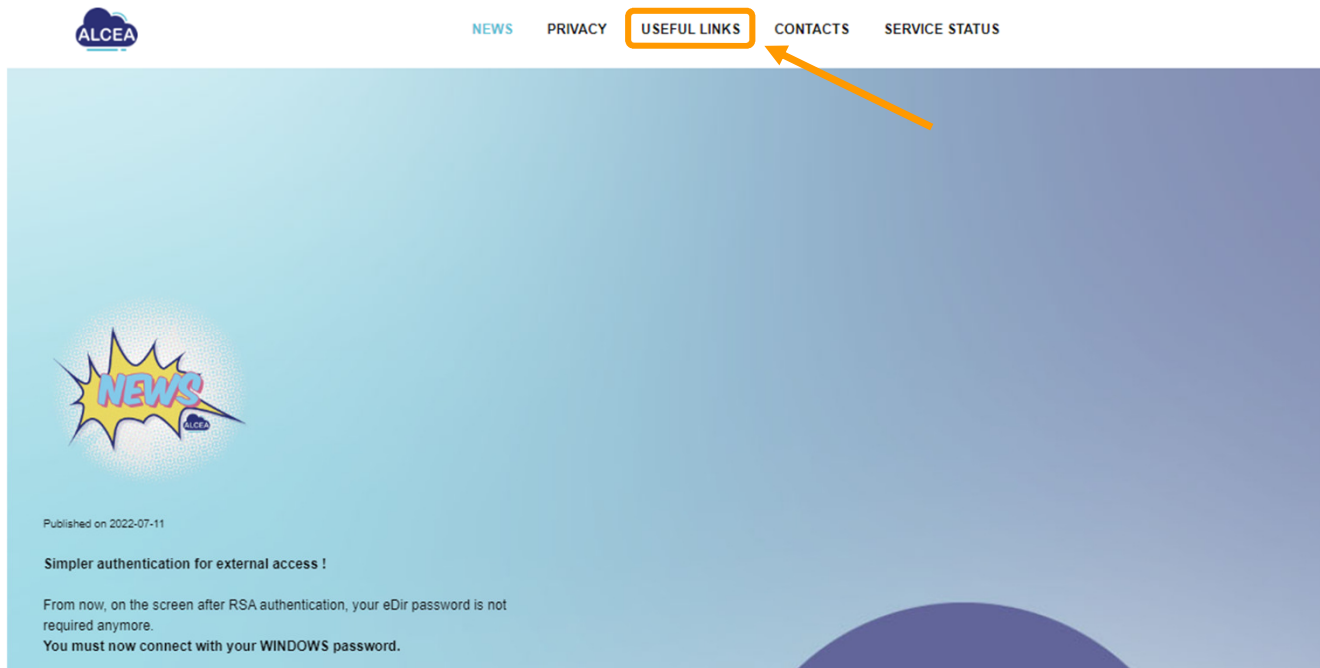 ALCEA
NEWS PRIVACY USEFUL LINKS CONTACTS SERVICE STATUS
NEWS
ALCEA
Published on 2022-07-11
Simpler authentication for external access !
From now, on the screen after RSA authentication, your eDir password is not
required anymore.
You must now connect with your WINDOWS password.